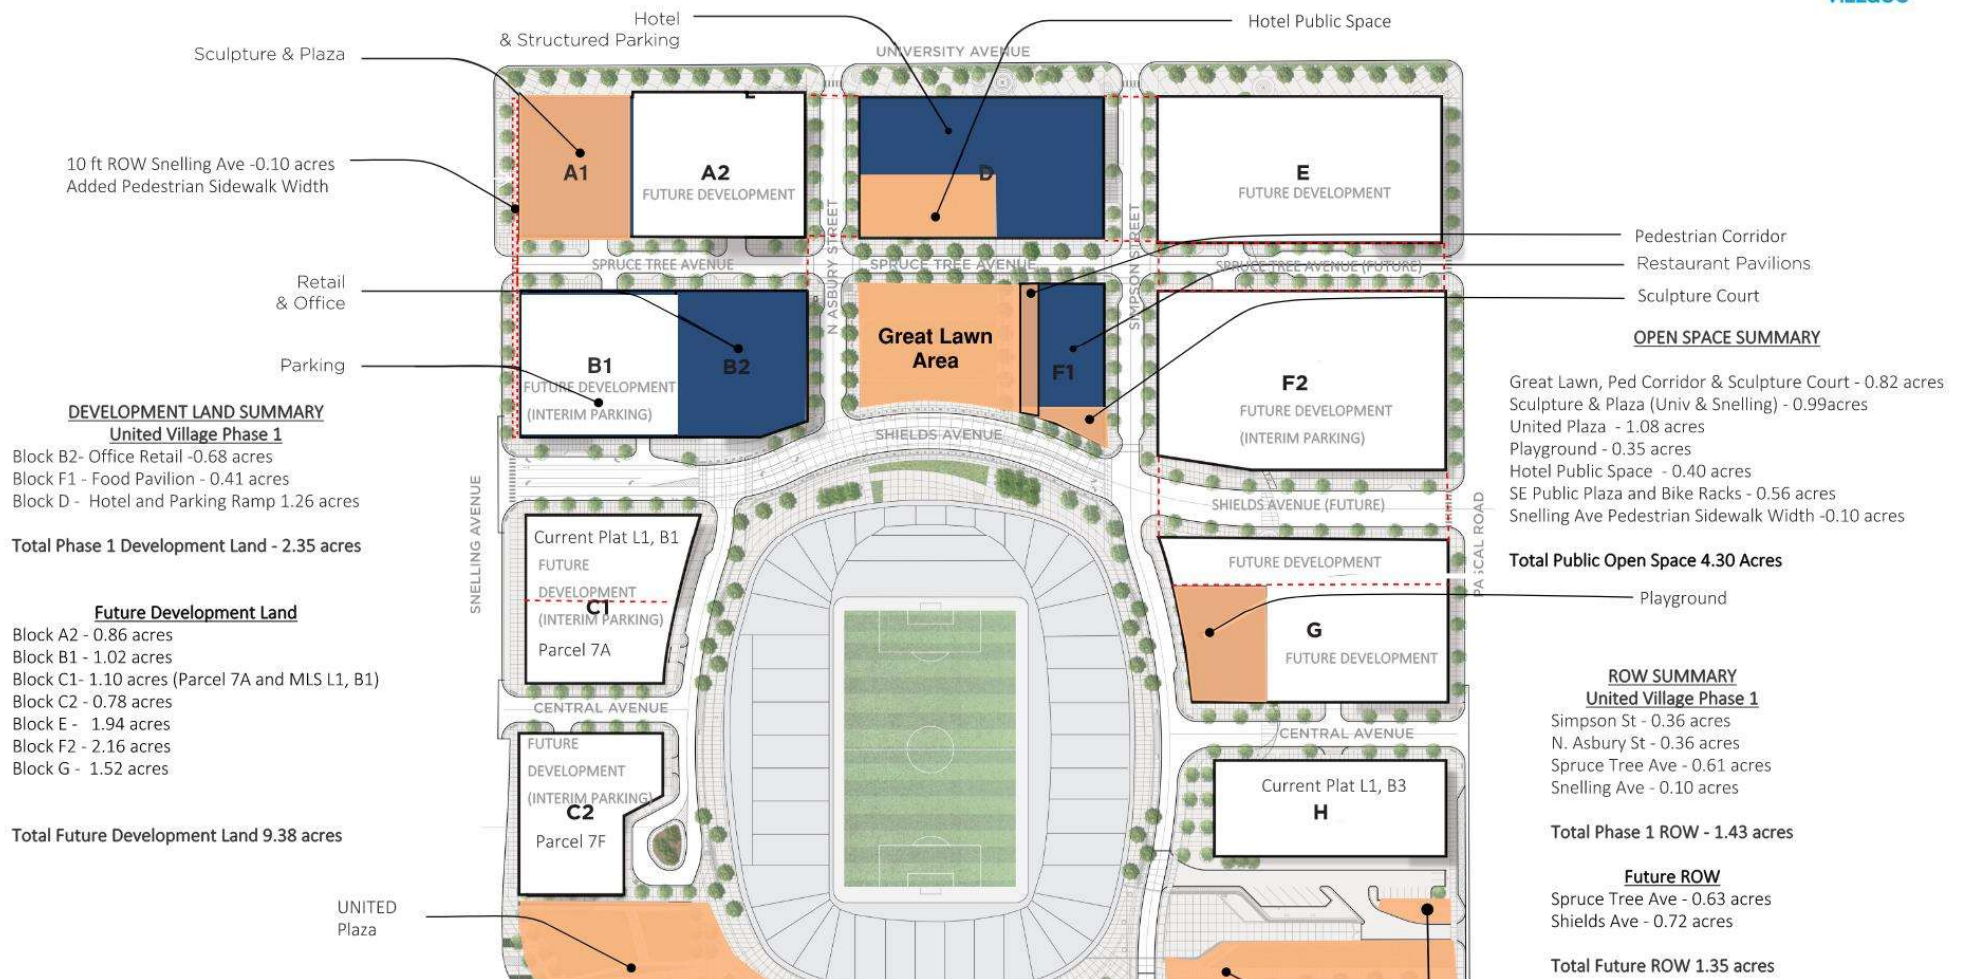 Hotel
& Structured Parking
Hotel Public Space
Sculpture & Plaza
UNIVERSITY AVENUE
10 ft ROW Snelling Ave -0.10 acres
Added Pedestrian Sidewalk Width
A1
A2
FUTURE DEVELOPMENT
D
E
FUTURE DEVELOPMENT
N ASBURY STREET
SIMPSON STREET
Pedestrian Corridor
Restaurant Pavilions
Sculpture Court
SPRUCE TREE AVENUE
SPRUCE TREE AVENUE
SPRUCE TREE AVENUE (FUTURE)
Retail
& Office
Parking
B1
FUTURE DEVELOPMENT
(INTERIM PARKING)
B2
Great Lawn
Area
F1
F2
FUTURE DEVELOPMENT
(INTERIM PARKING)
SHIELDS AVENUE
SHIELDS AVENUE (FUTURE)
SNELLING AVENUE
PASCAL ROAD
DEVELOPMENT LAND SUMMARY
United Village Phase 1
Block B2- Office Retail -0.68 acres
Block F1 - Food Pavilion - 0.41 acres
Block D - Hotel and Parking Ramp 1.26 acres
Total Phase 1 Development Land - 2.35 acres
Future Development Land
Block A2 - 0.86 acres
Block B1 - 1.02 acres
Block C1- 1.10 acres (Parcel 7A and MLS L1, B1)
Block C2 - 0.78 acres
Block E - 1.94 acres
Block F2 - 2.16 acres
Block G - 1.52 acres
Total Future Development Land 9.38 acres
UNITED
Plaza
Current Plat L1, B1
FUTURE
DEVELOPMENT
C1
(INTERIM PARKING)
Parcel 7A
CENTRAL AVENUE
FUTURE
DEVELOPMENT
(INTERIM PARKING)
C2
Parcel 7F
FUTURE DEVELOPMENT
G
FUTURE DEVELOPMENT
Playground
CENTRAL AVENUE
Current Plat L1, B3
H
OPEN SPACE SUMMARY
Great Lawn, Ped Corridor & Sculpture Court - 0.82 acres
Sculpture & Plaza (Univ & Snelling) - 0.99acres
United Plaza - 1.08 acres
Playground - 0.35 acres
Hotel Public Space - 0.40 acres
SE Public Plaza and Bike Racks - 0.56 acres
Snelling Ave Pedestrian Sidewalk Width -0.10 acres
Total Public Open Space 4.30 Acres
ROW SUMMARY
United Village Phase 1
Simpson St - 0.36 acres
N. Asbury St - 0.36 acres
Spruce Tree Ave - 0.61 acres
Snelling Ave - 0.10 acres
Total Phase 1 ROW - 1.43 acres
Future ROW
Spruce Tree Ave - 0.63 acres
Shields Ave - 0.72 acres
Total Future ROW 1.35 acres